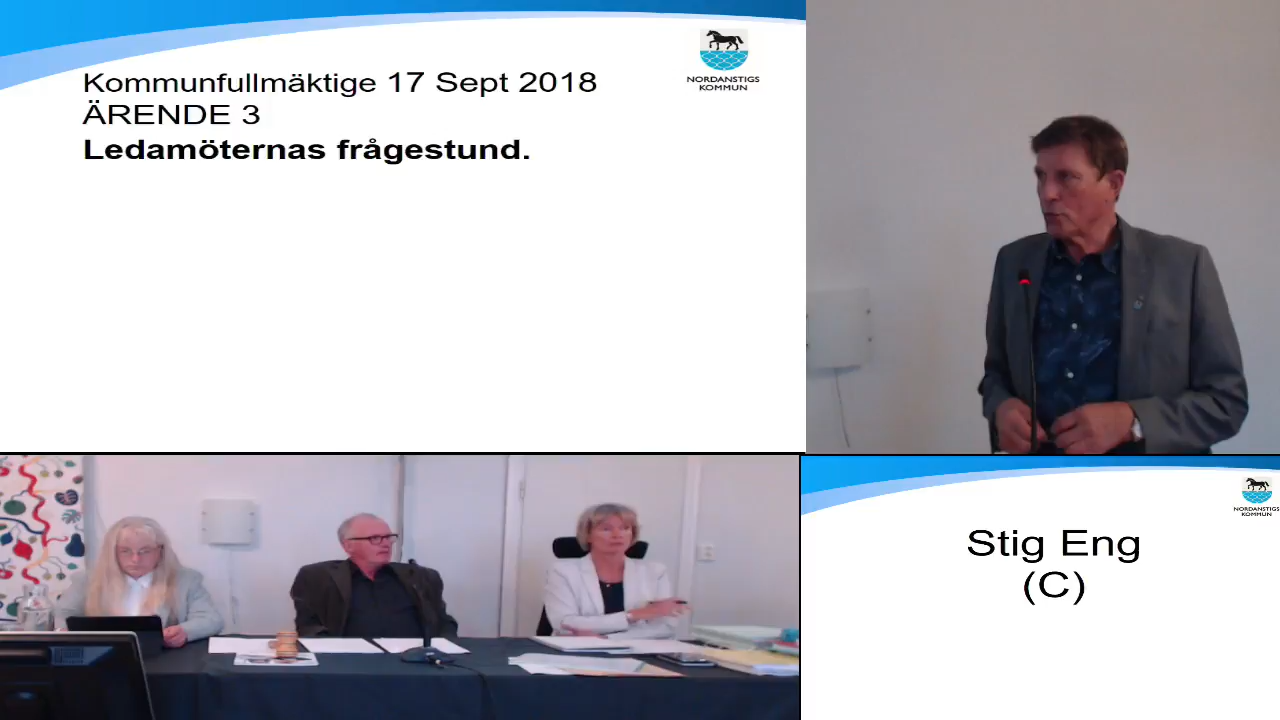 Kommunfullmäktige 17 Sept 2018
ÄRENDE 3
Ledamöternas frågestund.
NORDANSTIGS
KOMMUN
NORDANSTIGS
KOMMUN
Stig Eng
(C)